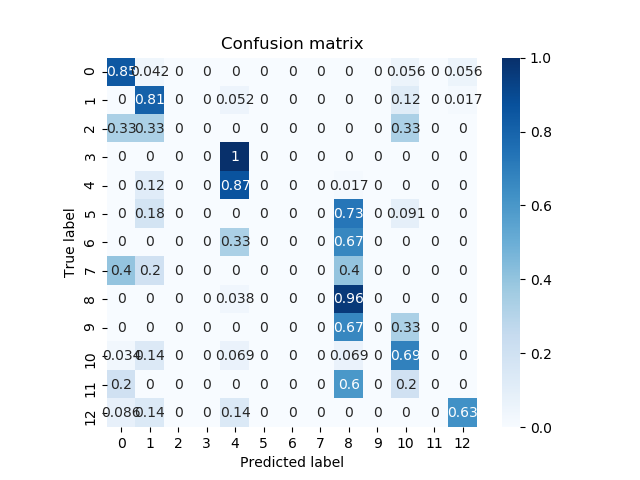 Confusion matrix
0 0.85 0.042 0 0 0 0 0 0 0 0 0.056 0 0.056
1 0 0.81 0 0 0.052 0 0 0 0 0 0.12 0 0.017
2 0.33 0.33 0 0 0 0 0 0 0 0 0.33 0 0
3 0 0 0 0 1 0 0 0 0 0 0 0 0
4 0 0.12 0 0 0.87 0 0 0 0.017 0 0 0 0
5 0 0.18 0 0 0 0 0 0 0.73 0 0.091 0 0
6 0 0 0 0 0.33 0 0 0 0.67 0 0 0 0
7 0.4 0.2 0 0 0 0 0 0 0.4 0 0 0 0
8 0 0 0 0 0.038 0 0 0 0.96 0 0 0 0
9 0 0 0 0 0 0 0 0 0.67 0 0.33 0 0
10 0.034 0.14 0 0 0.069 0 0 0 0.069 0 0.69 0 0
11 0.2 0 0 0 0 0 0 0 0.6 0 0.2 0 0
12 0.086 0.14 0 0 0.14 0 0 0 0 0 0 0 0.63
0 1 2 3 4 5 6 7 8 9 10 11 12
Predicted label
True label
1.0
0.8
0.6
0.4
0.2
0.0